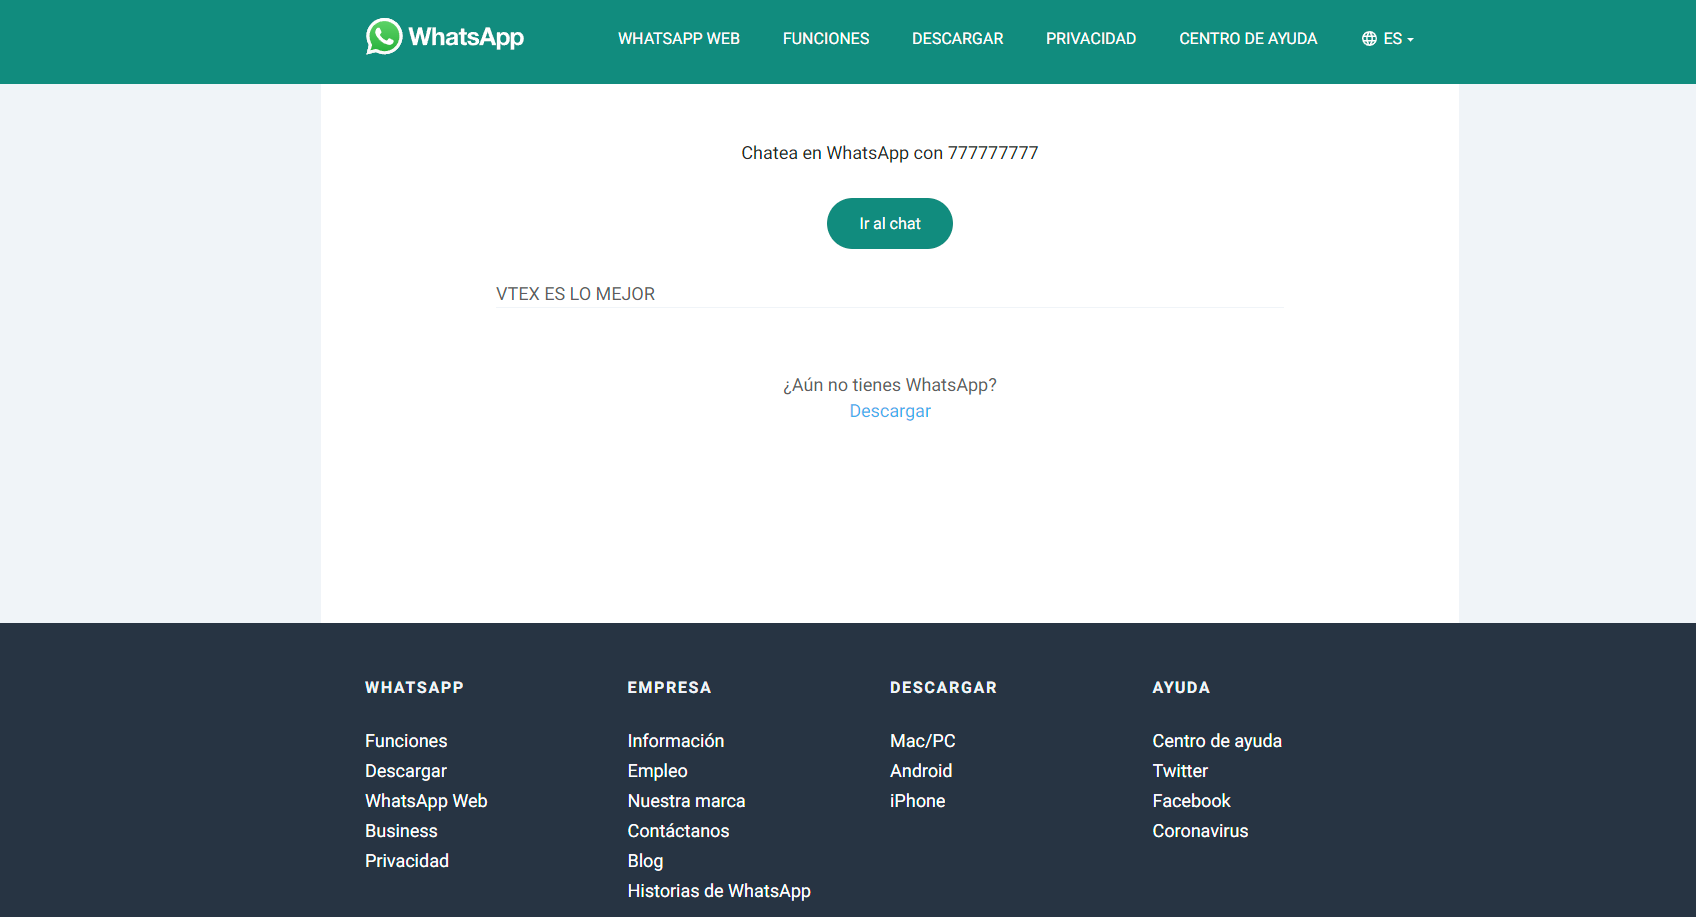 WhatsApp
WHATSAPP WEB
FUNCIONES
DESCARGAR
PRIVACIDAD
CENTRO DE AYUDA
ES
Chatea en WhatsApp con 777777777
Ir al chat
VTEX ES LO MEJOR
¿Aún no tienes WhatsApp?
Descargar
WHATSAPP
Funciones
Descargar
WhatsApp Web
Business
Privacidad
EMPRESA
Información
Empleo
Nuestra marca
Contáctanos
Blog
Historias de WhatsApp
DESCARGAR
Mac/PC
Android
iPhone
AYUDA
Centro de ayuda
Twitter
Facebook
Coronavirus